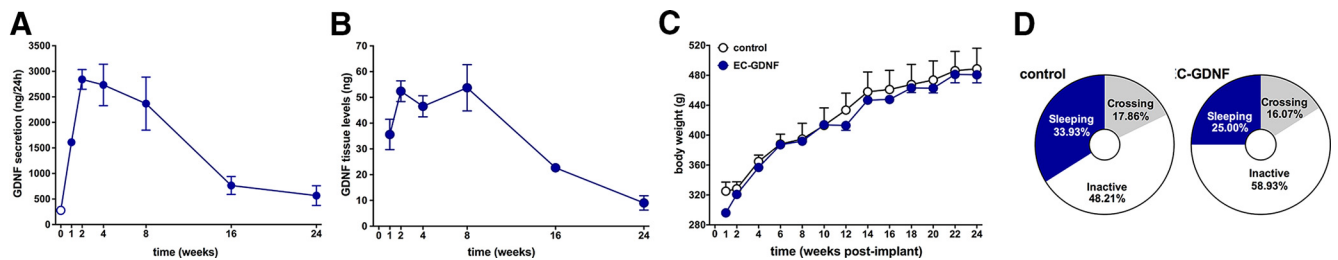 A
GDNF secretion (ng/24h)
3500
3000
2500
2000
1500
1000
500
0
0 1 2 4 8 16 24
time (weeks)
B
GDNF tissue levels (ng)
70
60
50
40
30
20
10
0
0 1 2 4 8 16 24
time (weeks)
C
body weight (g)
520
480
440
400
360
320
280
control
EC-GDNF
0 1 2 4 6 8 10 12 14 16 18 20 22 24
time (weeks post-implant)
D
control
Sleeping
33.93%
Crossing
17.86%
Inactive
48.21%
EC-GDNF
Sleeping
25.00%
Crossing
16.07%
Inactive
58.93%